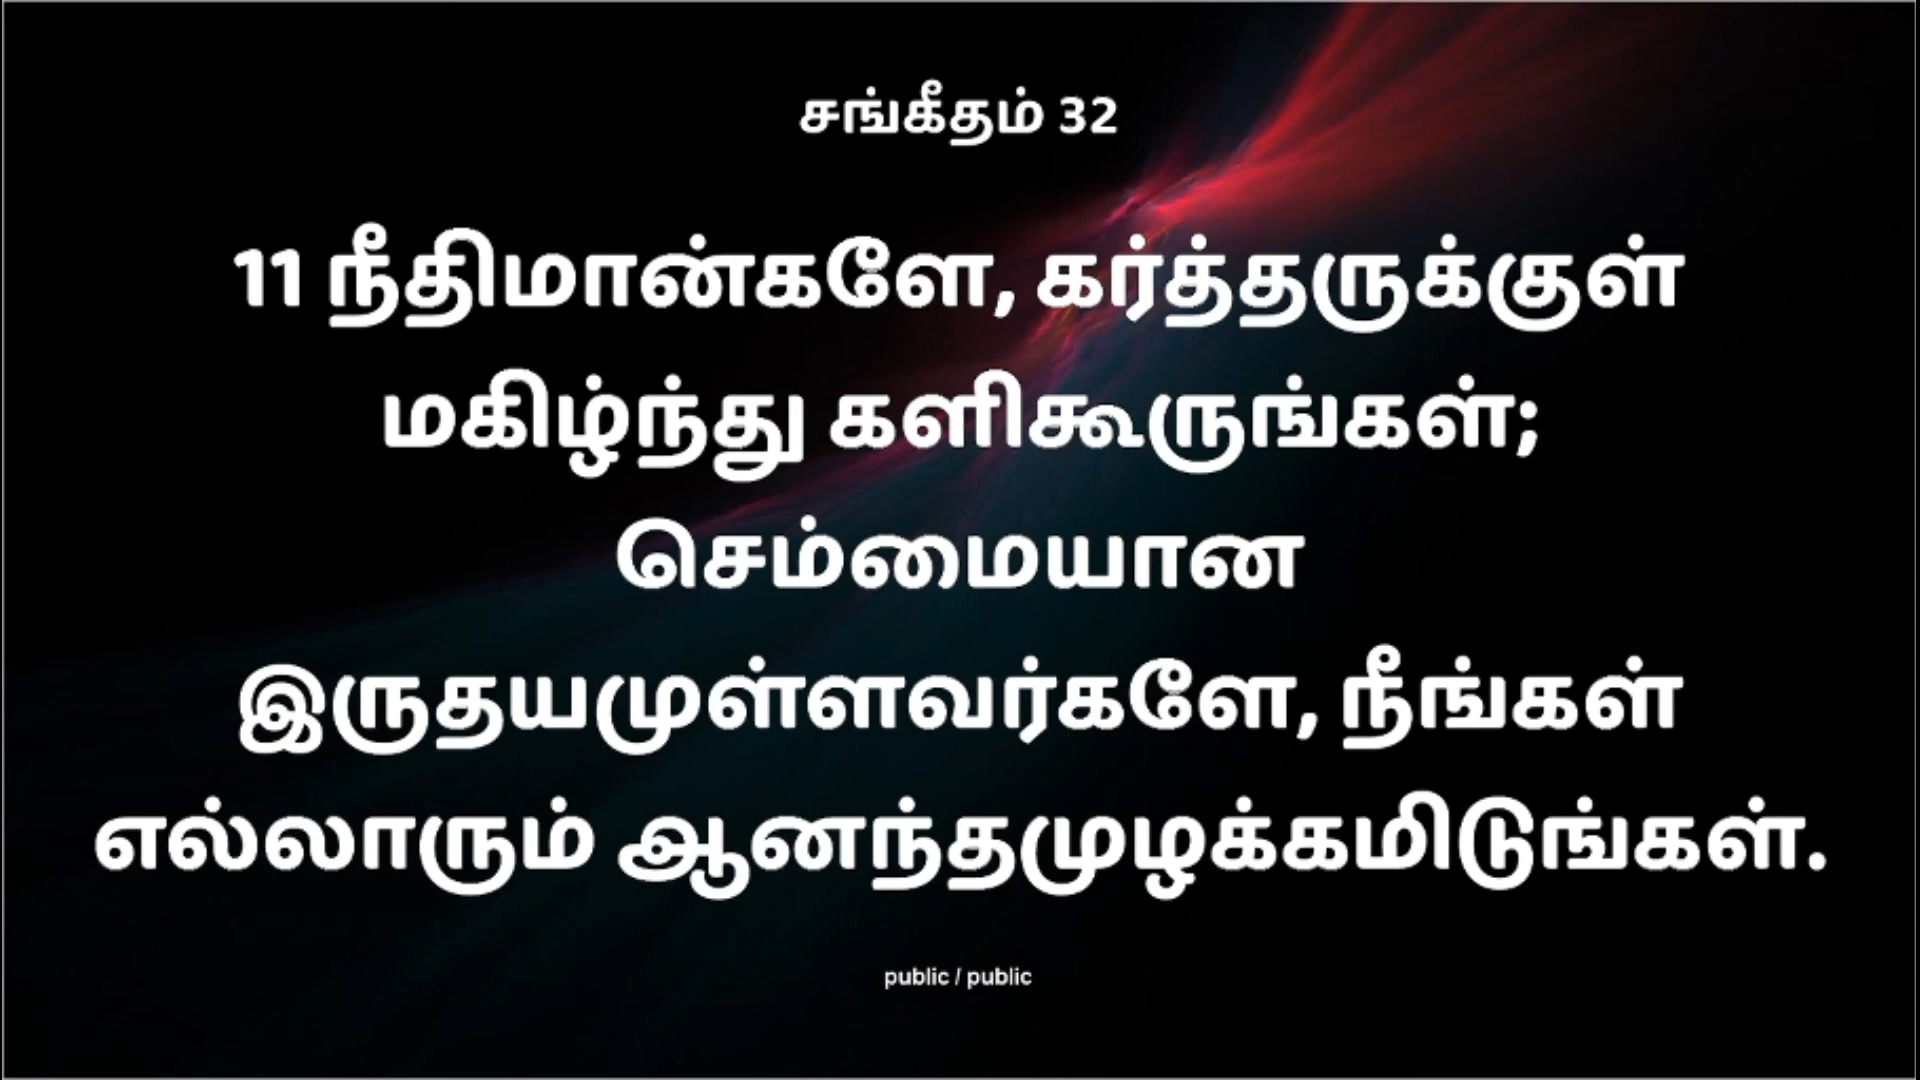 சங்கீதம் 32
11 நீதிமான்களே, கர்த்தருக்குள்
மகிழ்ந்து களிகூருங்கள்;
செம்மையான
இருதயமுள்ளவர்களே, நீங்கள்
எல்லாரும் ஆனந்தமுழக்கமிடுங்கள்.
public / public